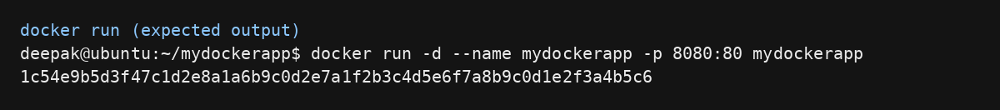 docker run (expected output)
deepak@ubuntu:~/mydockerapp$ docker run -d --name mydockerapp -p 8080:80 mydockerapp
1c54e9b5d3f47c1d2e8a1a6b9c0d2e7a1f2b3c4d5e6f7a8b9c0d1e2f3a4b5c6